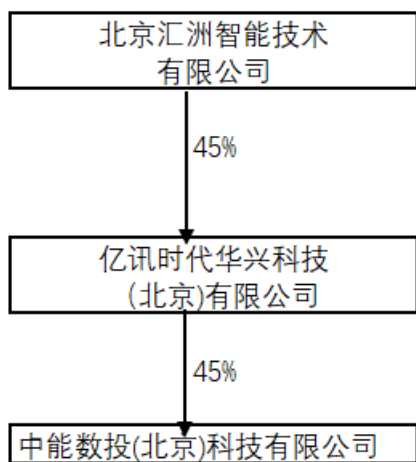 北京汇洲智能技术
有限公司
45%
亿讯时代华兴科技
（北京)有限公司
45%
中能数投(北京)科技有限公司